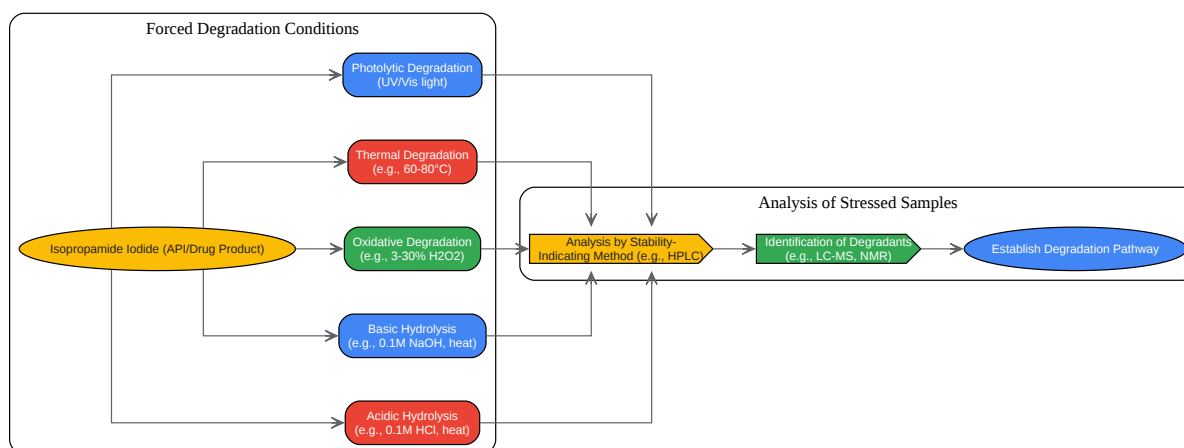 Forced Degradation Conditions
Photolytic Degradation
(UV/Vis light)
Thermal Degradation
(e.g., 60-80°C)
Analysis of Stressed Samples
Isopropamide Iodide (API/Drug Product)
Oxidative Degradation
(e.g., 3-30% H2O2)
Analysis by Stability-
Indicating Method (e.g., HPLC)
Identification of Degradants
(e.g., LC-MS, NMR)
Establish Degradation Pathway
Basic Hydrolysis
(e.g., 0.1M NaOH, heat)
Acidic Hydrolysis
(e.g., 0.1M HCl, heat)